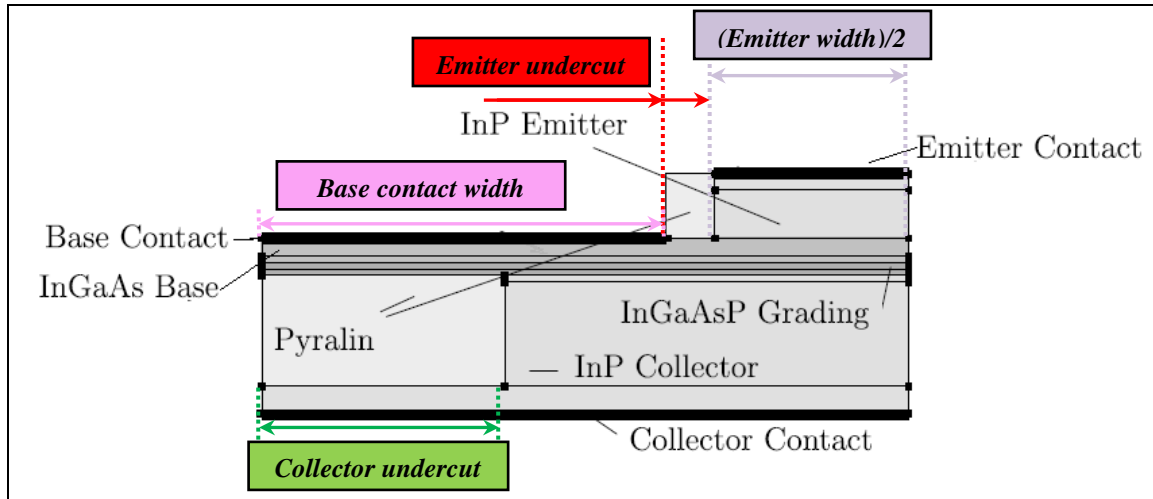 (Emitter width)/2
Emitter undercut
InP Emitter
Emitter Contact
Base contact width
Base Contact
InGaAs Base
InGaAsP Grading
Pyralin
InP Collector
Collector Contact
Collector undercut